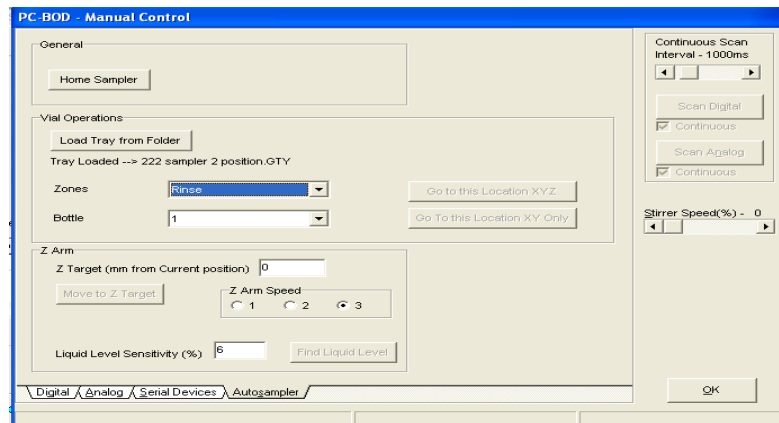 PC-BOD - Manual Control
General
Home Sampler
Vial Operations
Load Tray from Folder
Tray Loaded --> 222 sampler 2 position.GTY
Zones
Rinse
Go to this Location XYZ
Bottle
1
Go To this Location XY Only
Z Arm
Z Target (mm from Current position)
0
Move to Z Target
Z Arm Speed
1
2
3
Liquid Level Sensitivity (%)
6
Find Liquid Level
Digital
Analog
Serial Devices
Autosampler
Continuous Scan
Interval - 1000ms
Scan Digital
Continuous
Scan Analog
Continuous
Stirrer Speed(%) - 0
OK